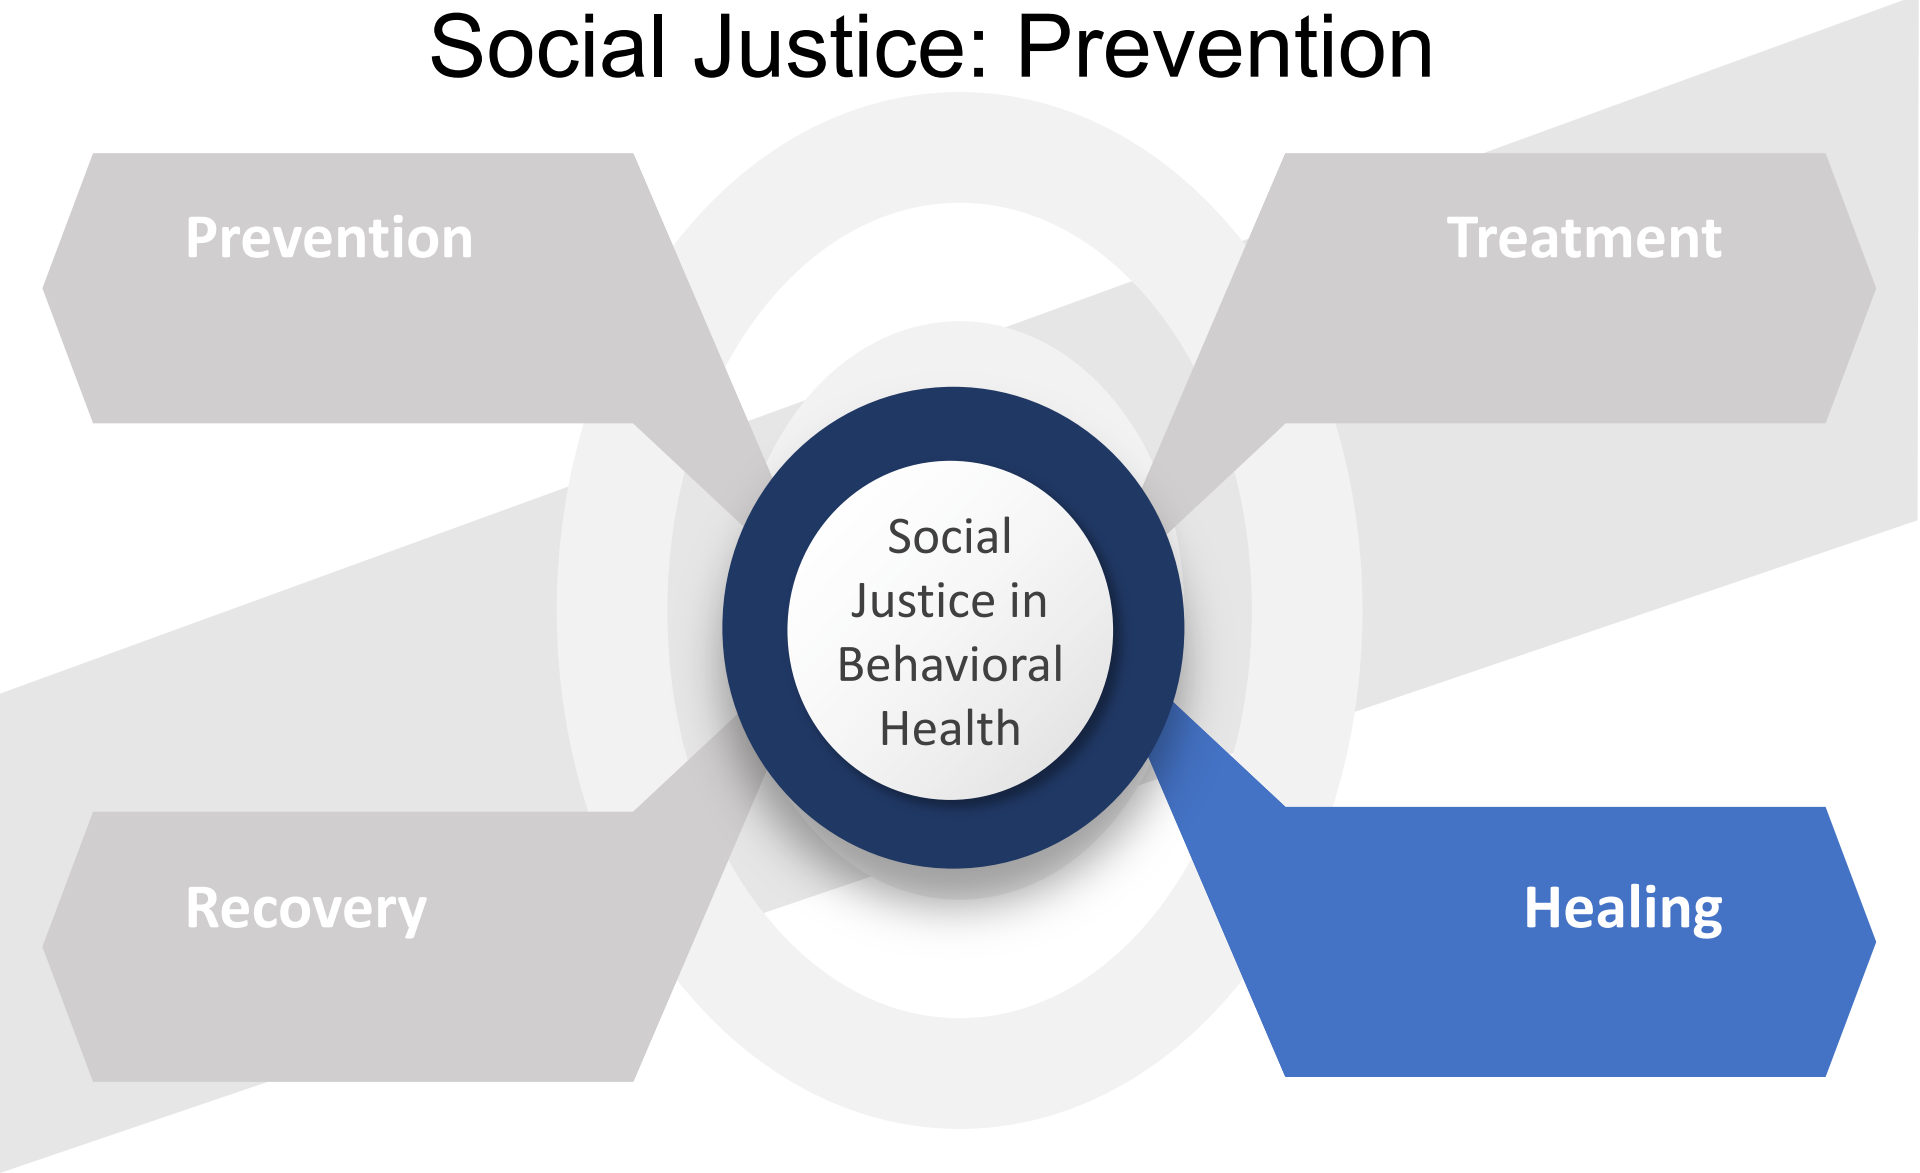 Social Justice: Prevention
Prevention
Treatment
Social
Justice in
Behavioral
Health
Recovery
Healing